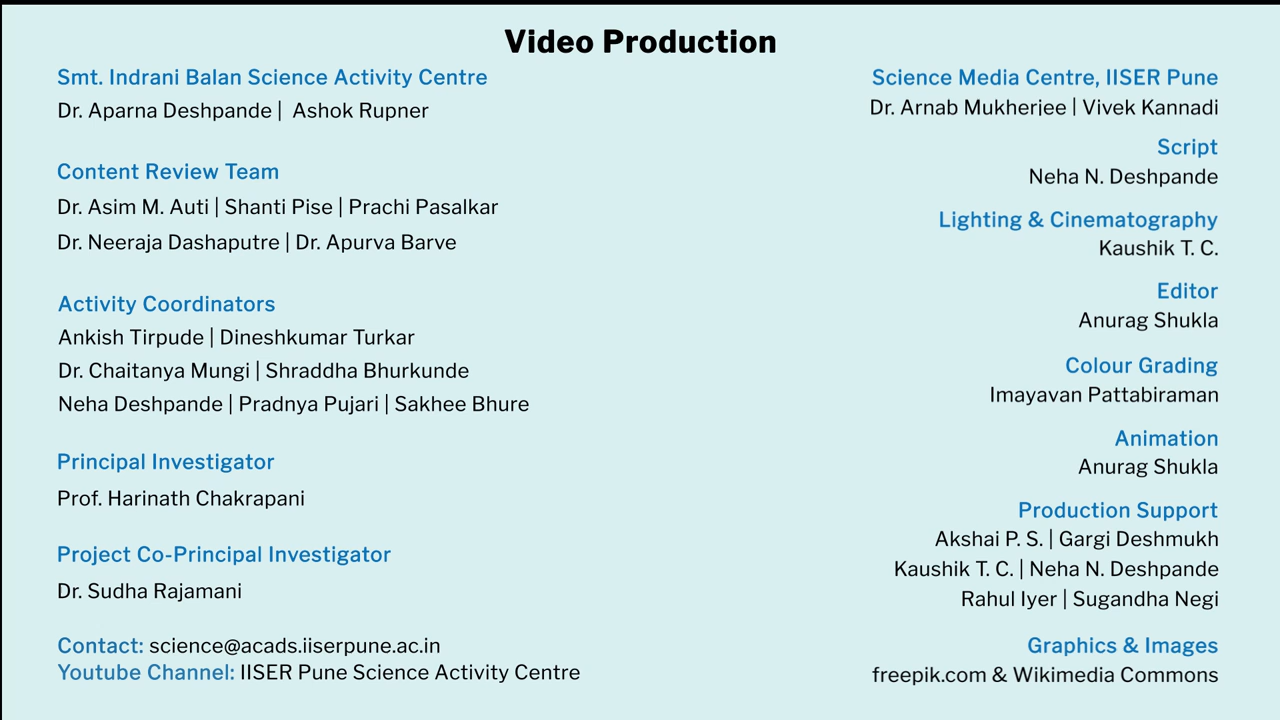 Video Production
Smt. Indrani Balan Science Activity Centre
Dr. Aparna Deshpande | Ashok Rupner
Content Review Team
Dr. Asim M. Auti | Shanti Pise | Prachi Pasalkar
Dr. Neeraja Dashaputre | Dr. Apurva Barve
Activity Coordinators
Ankish Tirpude | Dineshkumar Turkar
Dr. Chaitanya Mungi | Shraddha Bhurkunde
Neha Deshpande | Pradnya Pujari | Sakhee Bhure
Principal Investigator
Prof. Harinath Chakrapani
Project Co-Principal Investigator
Dr. Sudha Rajamani
Contact: science@acads.iiserpune.ac.in
Youtube Channel: IISER Pune Science Activity Centre
Science Media Centre, IISER Pune
Dr. Arnab Mukherjee | Vivek Kannadi
Script
Neha N. Deshpande
Lighting & Cinematography
Kaushik T. C.
Editor
Anurag Shukla
Colour Grading
Imayavan Pattabiraman
Animation
Anurag Shukla
Production Support
Akshai P. S. | Gargi Deshmukh
Kaushik T. C. | Neha N. Deshpande
Rahul Iyer | Sugandha Negi
Graphics & Images
freepik.com & Wikimedia Commons